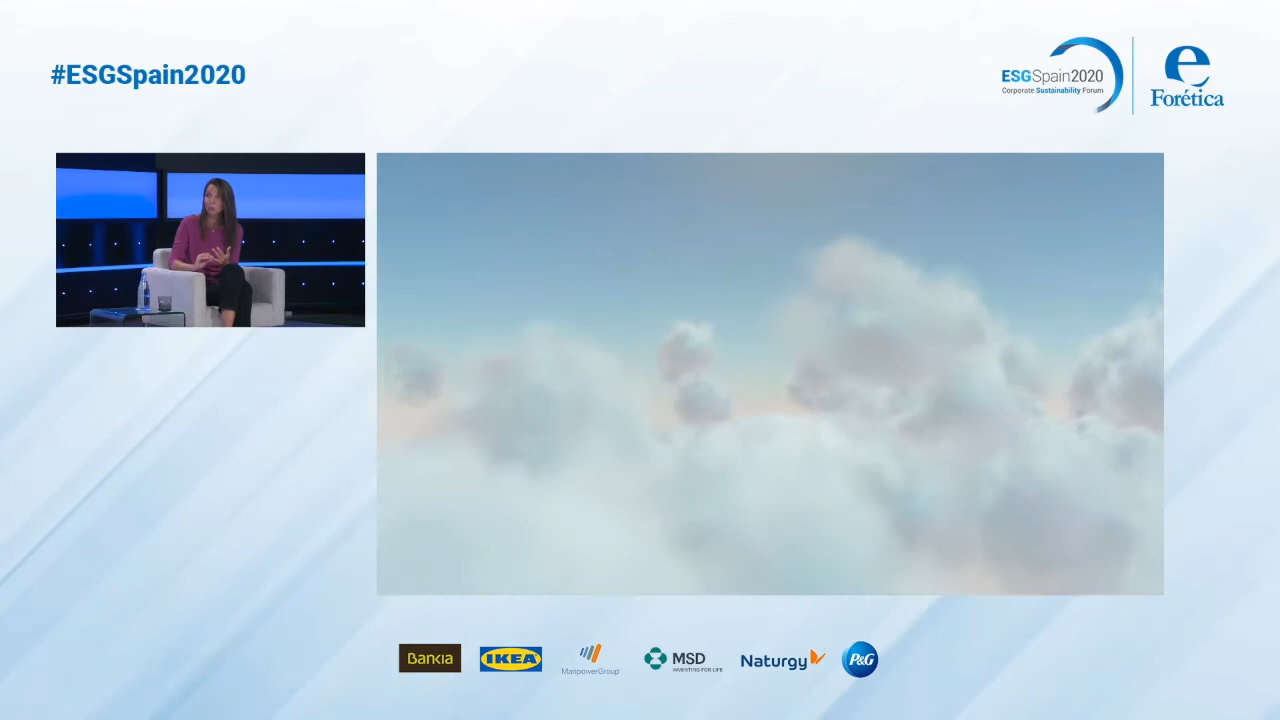 #ESGSpain2020
ESGSpain2020
Corporate Sustainability Forum
e
Forética
Bankia
IKEA
ManpowerGroup
MSD
INVENTING FOR LIFE
Naturgy
P&G